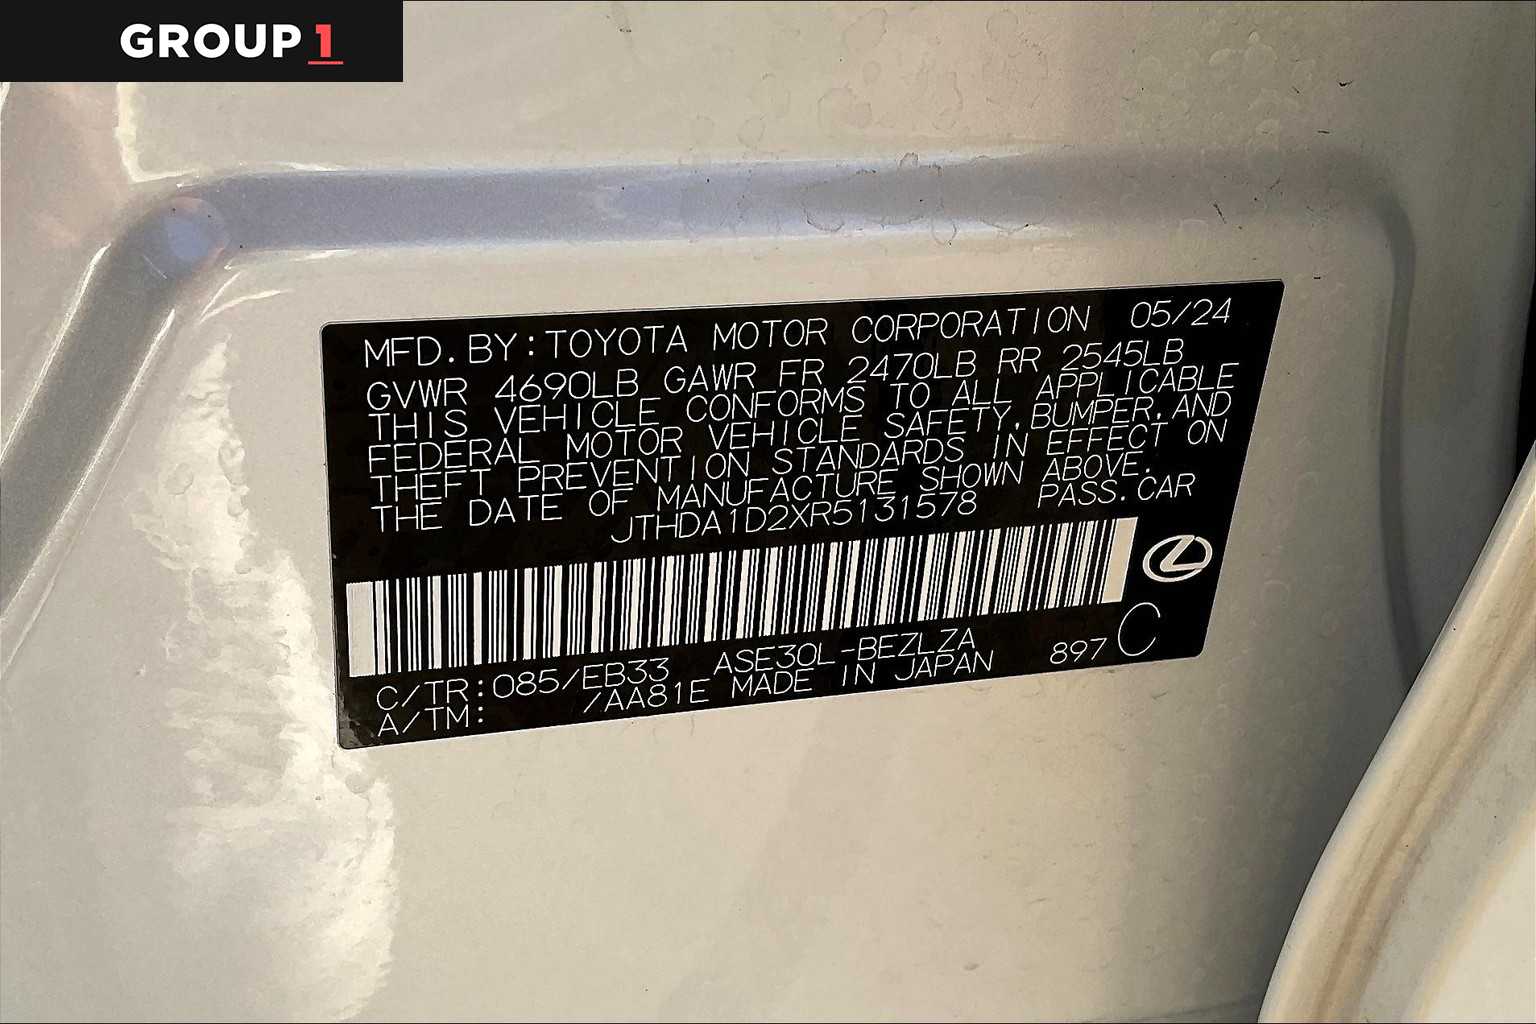 GROUP 1
MFD. BY: TOYOTA MOTOR CORPORATION 05/24
GVWR 4690LB GAWR FR 2470LB RR 2545LB
THIS VEHICLE CONFORMS TO ALL APPLICABLE
FEDERAL MOTOR VEHICLE SAFETY, BUMPER, AND
THEFT PREVENTION STANDARDS IN EFFECT ON
THE DATE OF MANUFACTURE SHOWN ABOVE.
JTHDA1D2XR5131578 PASS. CAR
C/TR: 085/EB33 ASE30L-BEZLZA 897 C
A/TM: /AA81E MADE IN JAPAN